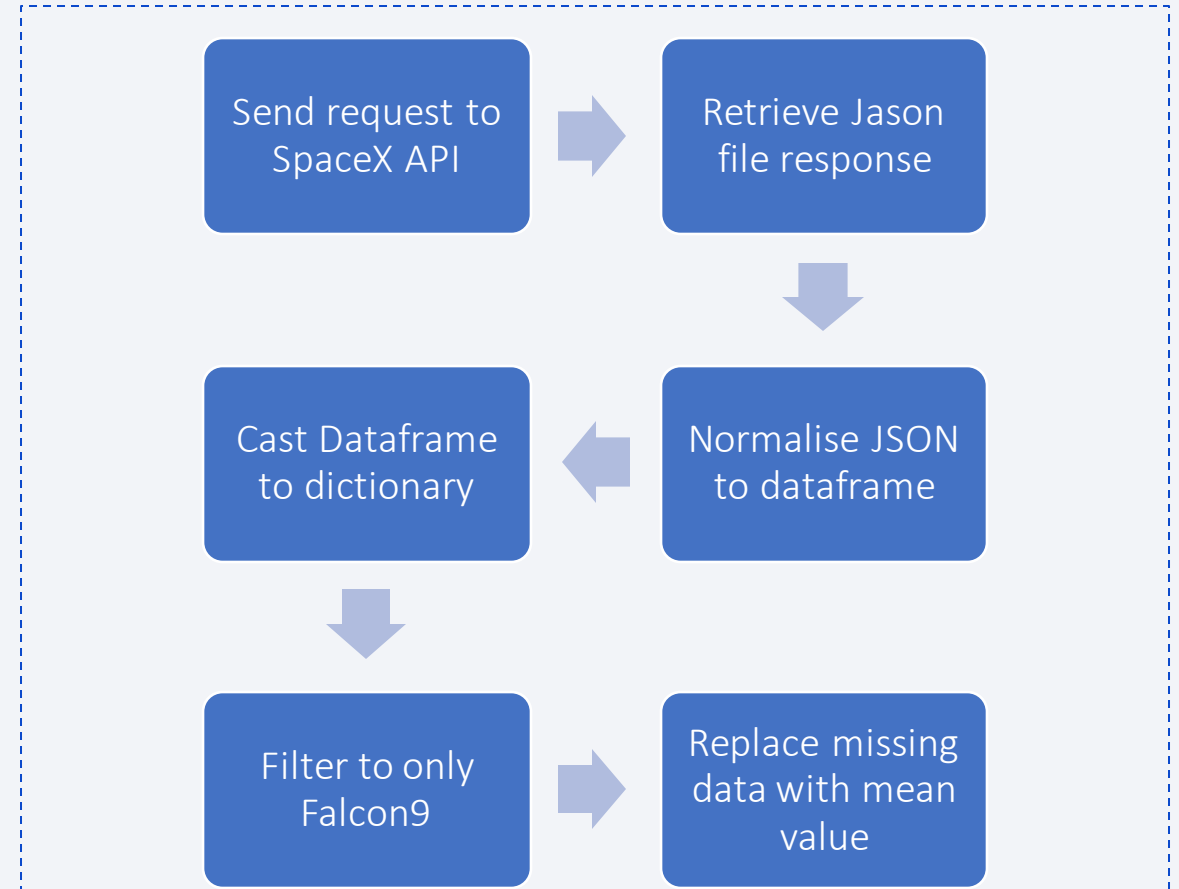 Send request to
SpaceX API
Retrieve Jason
file response
Normalise JSON
to dataframe
Cast Dataframe
to dictionary
Filter to only
Falcon9
Replace missing
data with mean
value